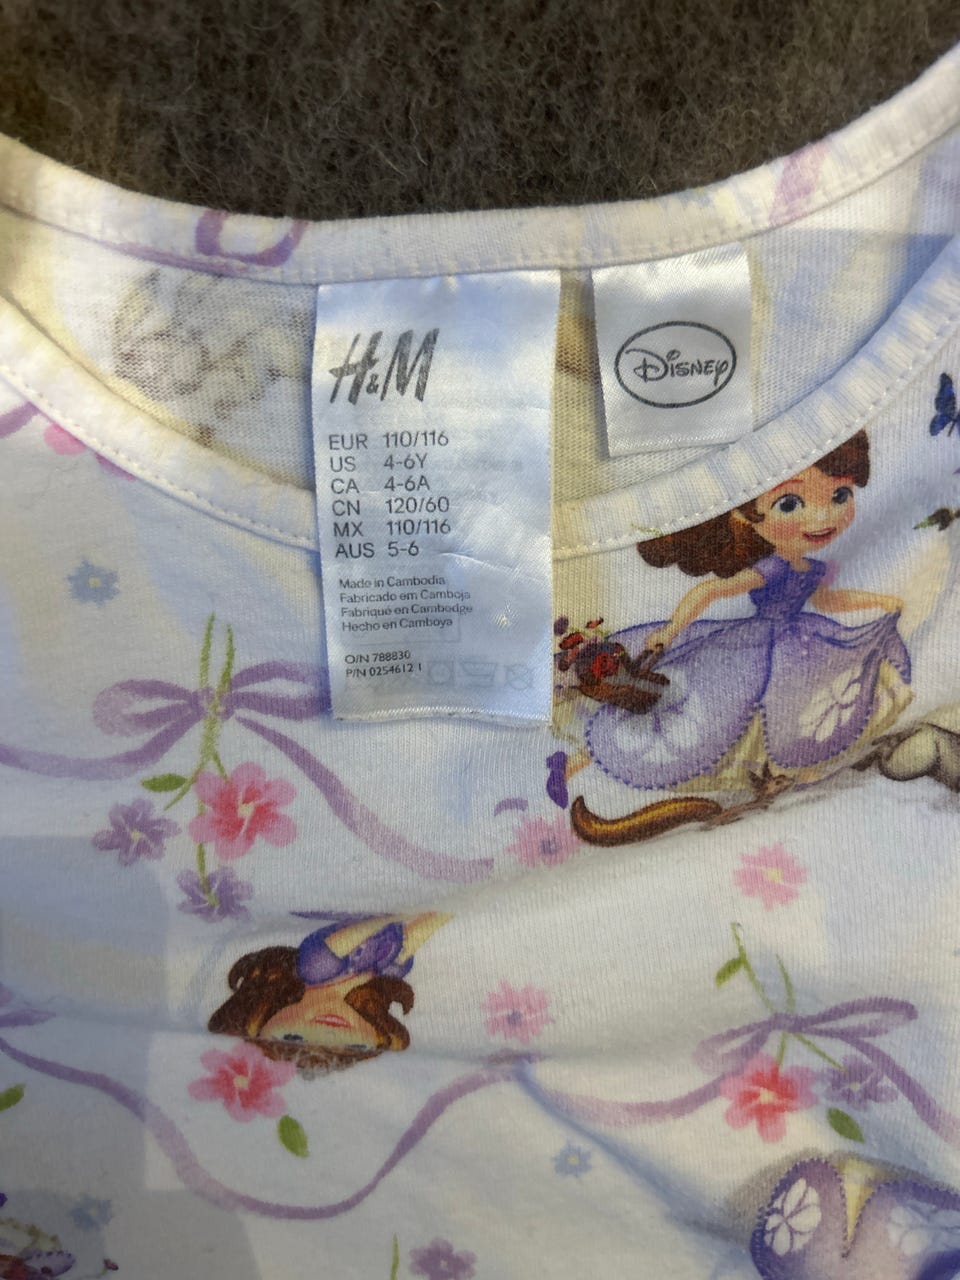 H&M
EUR 110/116
US 4-6Y
CA 4-6A
CN 120/60
MX 110/116
AUS 5-6
Made in Cambodia
Fabricado em Camboja
Fabriqué en Cambodge
Hecho en Camboya
O/N 788830
P/N 0254612 1
Disney